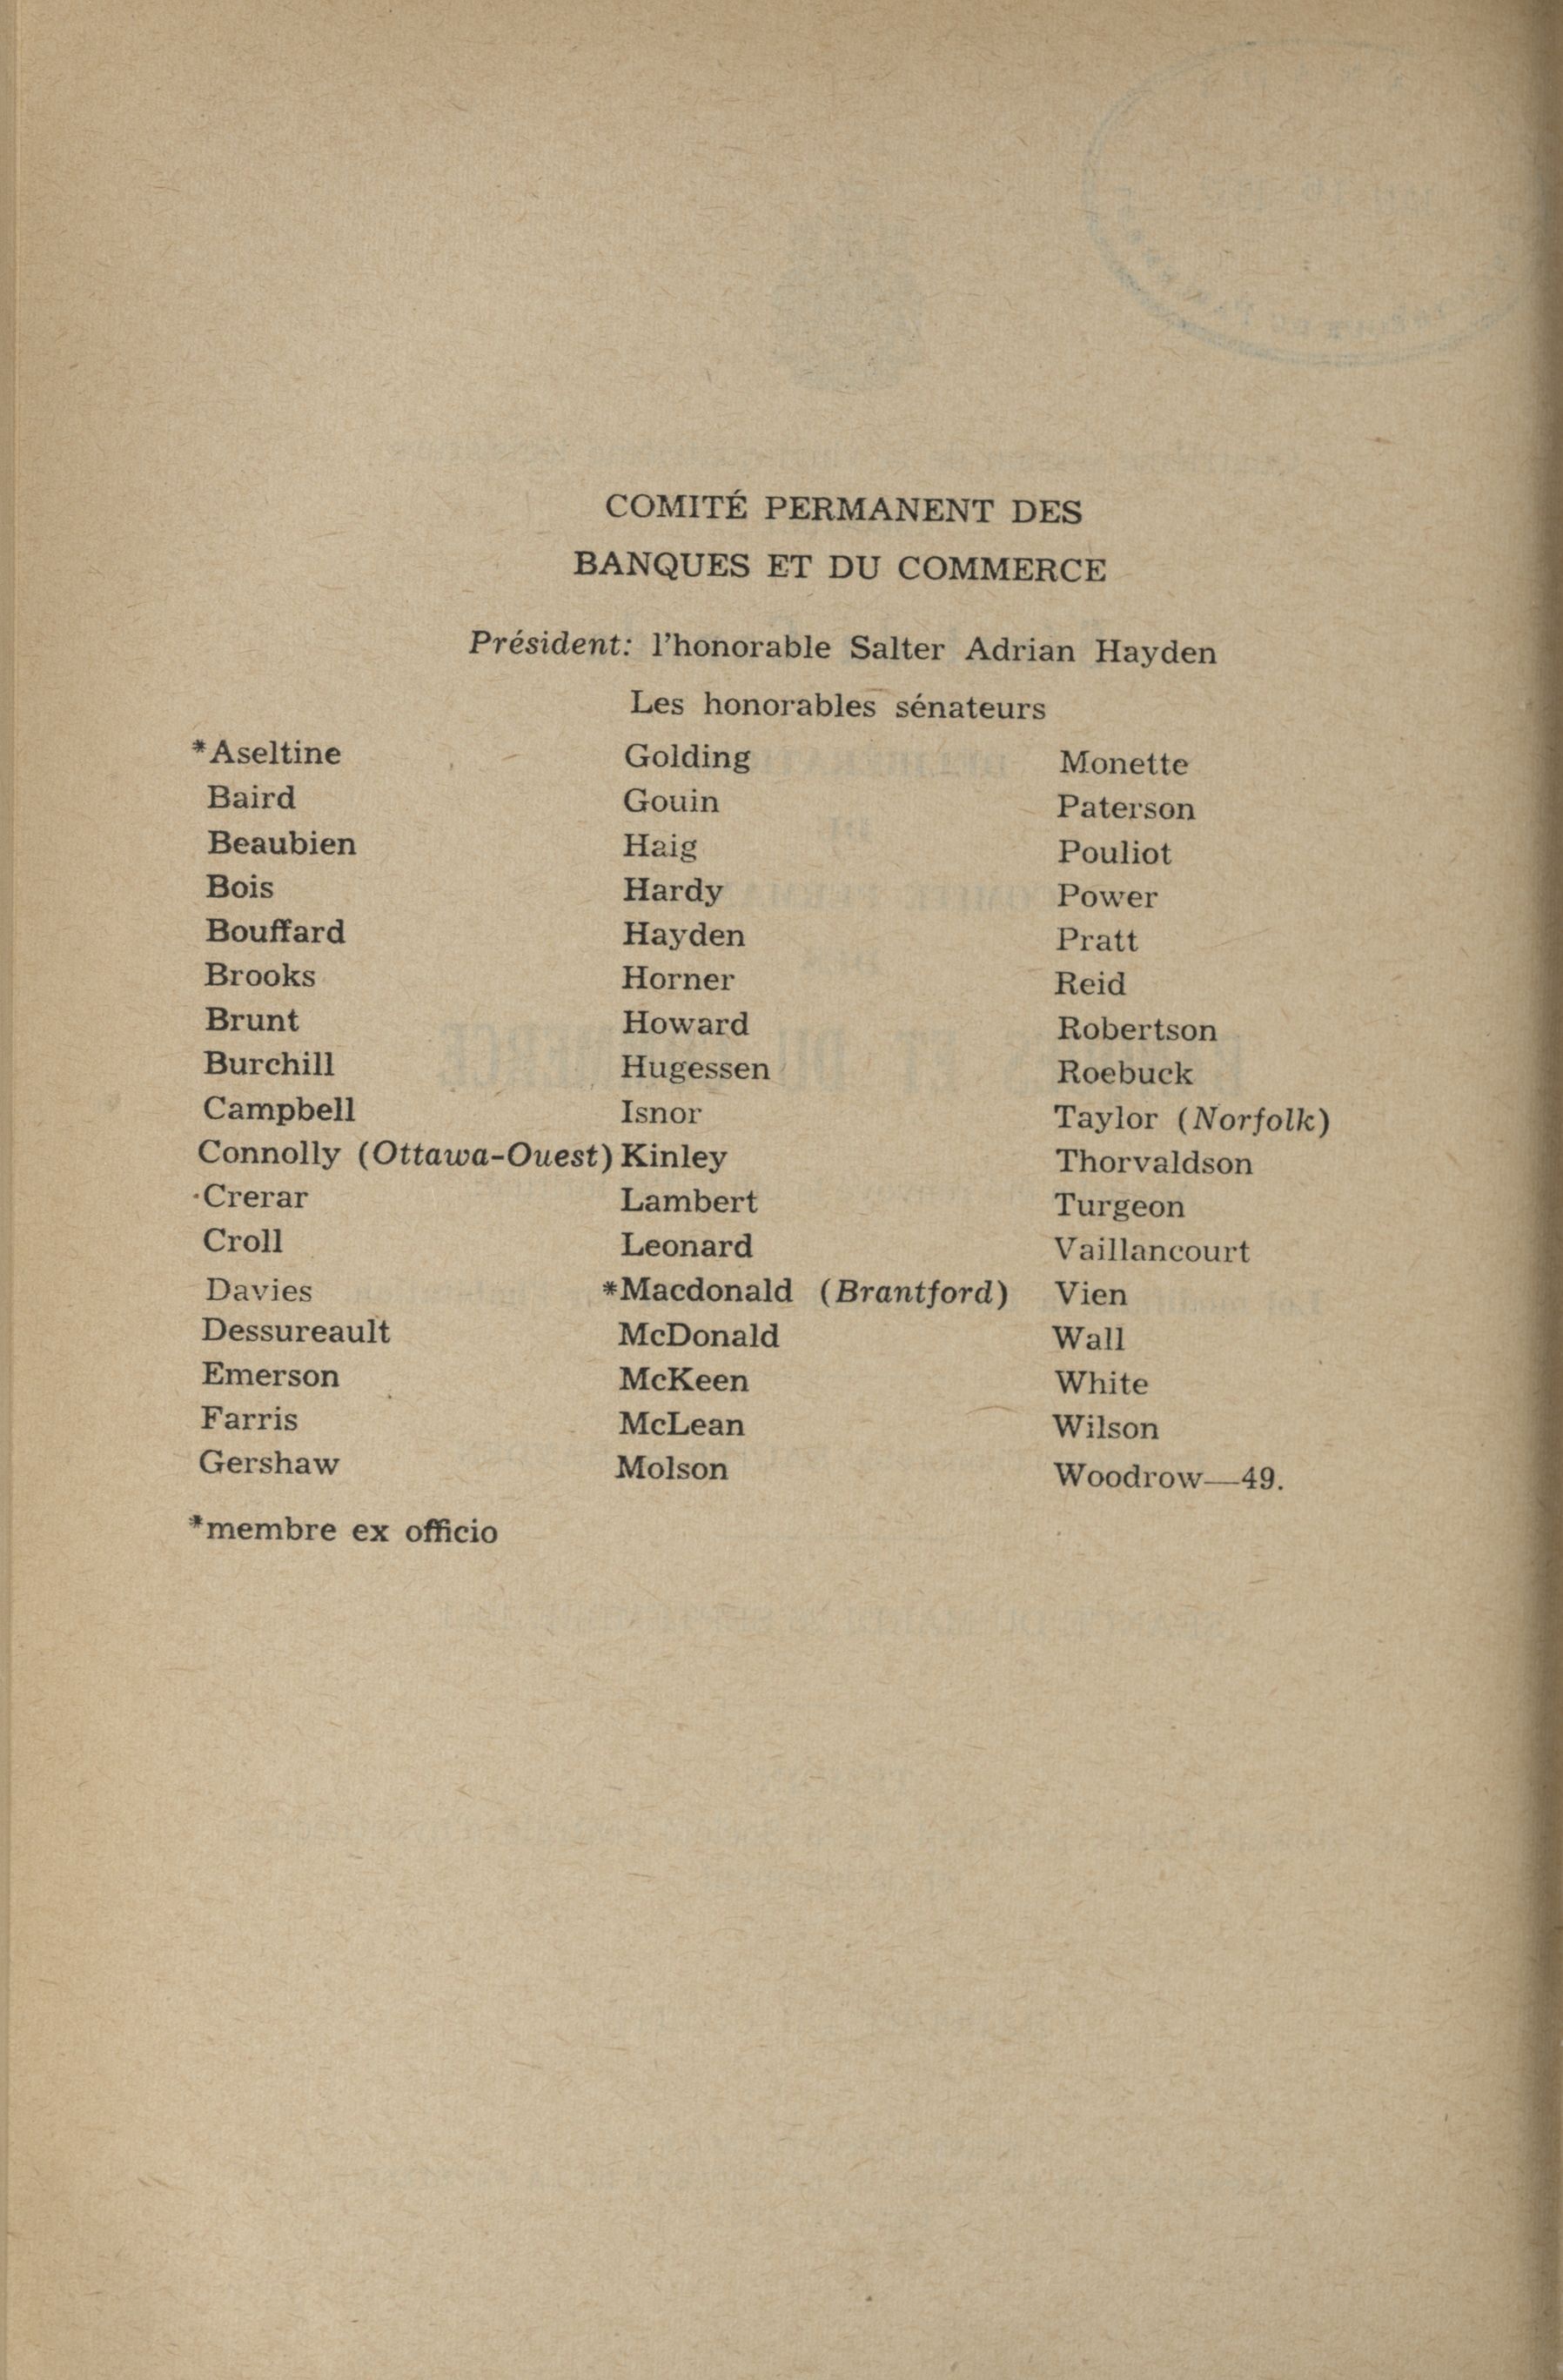 COMITÉ PERMANENT DES
BANQUES ET DU COMMERCE
Président: l'honorable Salter Adrian Hayden
Les honorables sénateurs
*Aseltine
Baird
Beaubien
Bois
Bouffard
Brooks
Brunt
Burchill
Campbell
Connolly (Ottawa-Ouest)
Crerar
Croll
Davies
Dessureault
Emerson
Farris
Gershaw
Golding
Gouin
Haig
Hardy
Hayden
Horner
Howard
Hugessen
Isnor
Kinley
Lambert
Leonard
*Macdonald (Brantford)
McDonald
McKeen
McLean
Molson
Monette
Paterson
Pouliot
Power
Pratt
Reid
Robertson
Roebuck
Taylor (Norfolk)
Thorvaldson
Turgeon
Vaillancourt
Vien
Wall
White
Wilson
Woodrow—49.
*membre ex officio